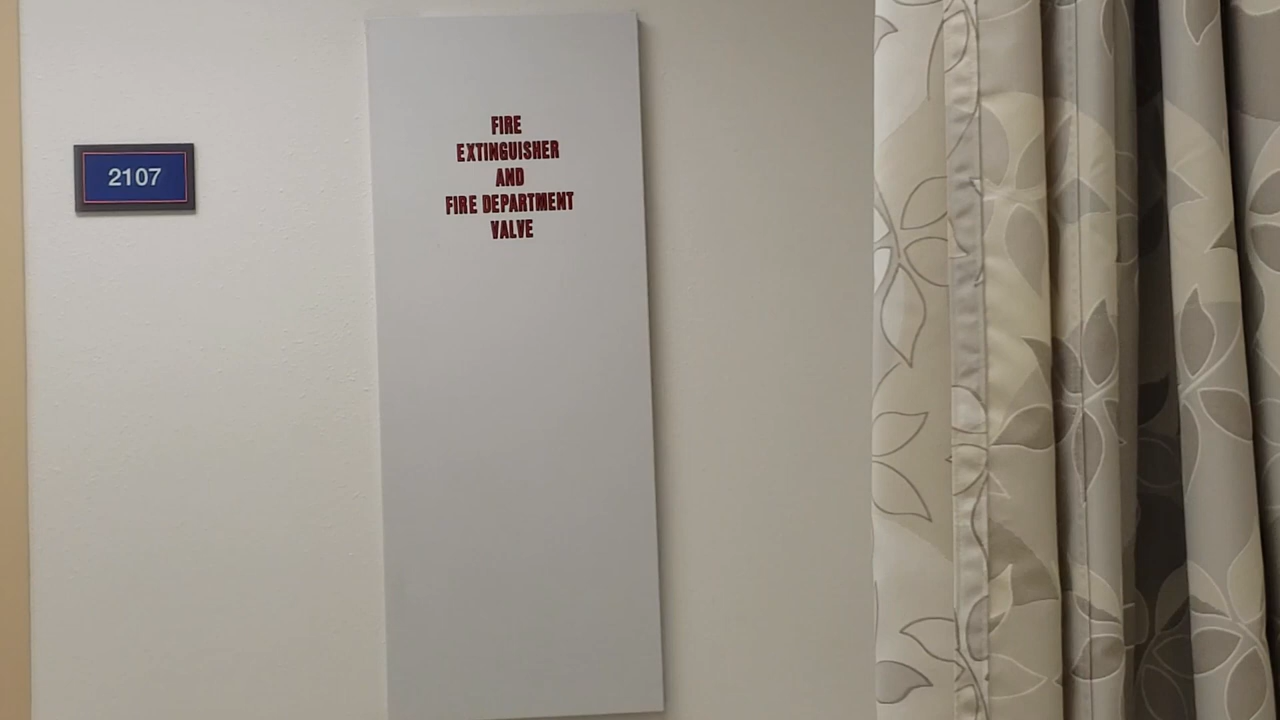 2107
FIRE
EXTINGUISHER
AND
FIRE DEPARTMENT
VALVE